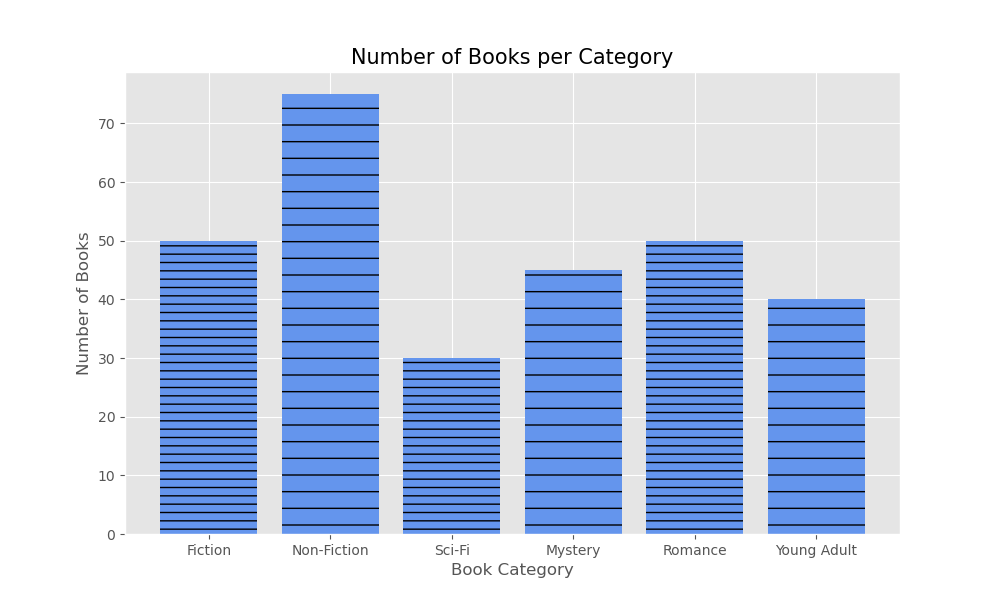 Number of Books per Category
Number of Books
70
60
50
40
30
20
10
0
Fiction
Non-Fiction
Sci-Fi
Mystery
Romance
Young Adult
Book Category